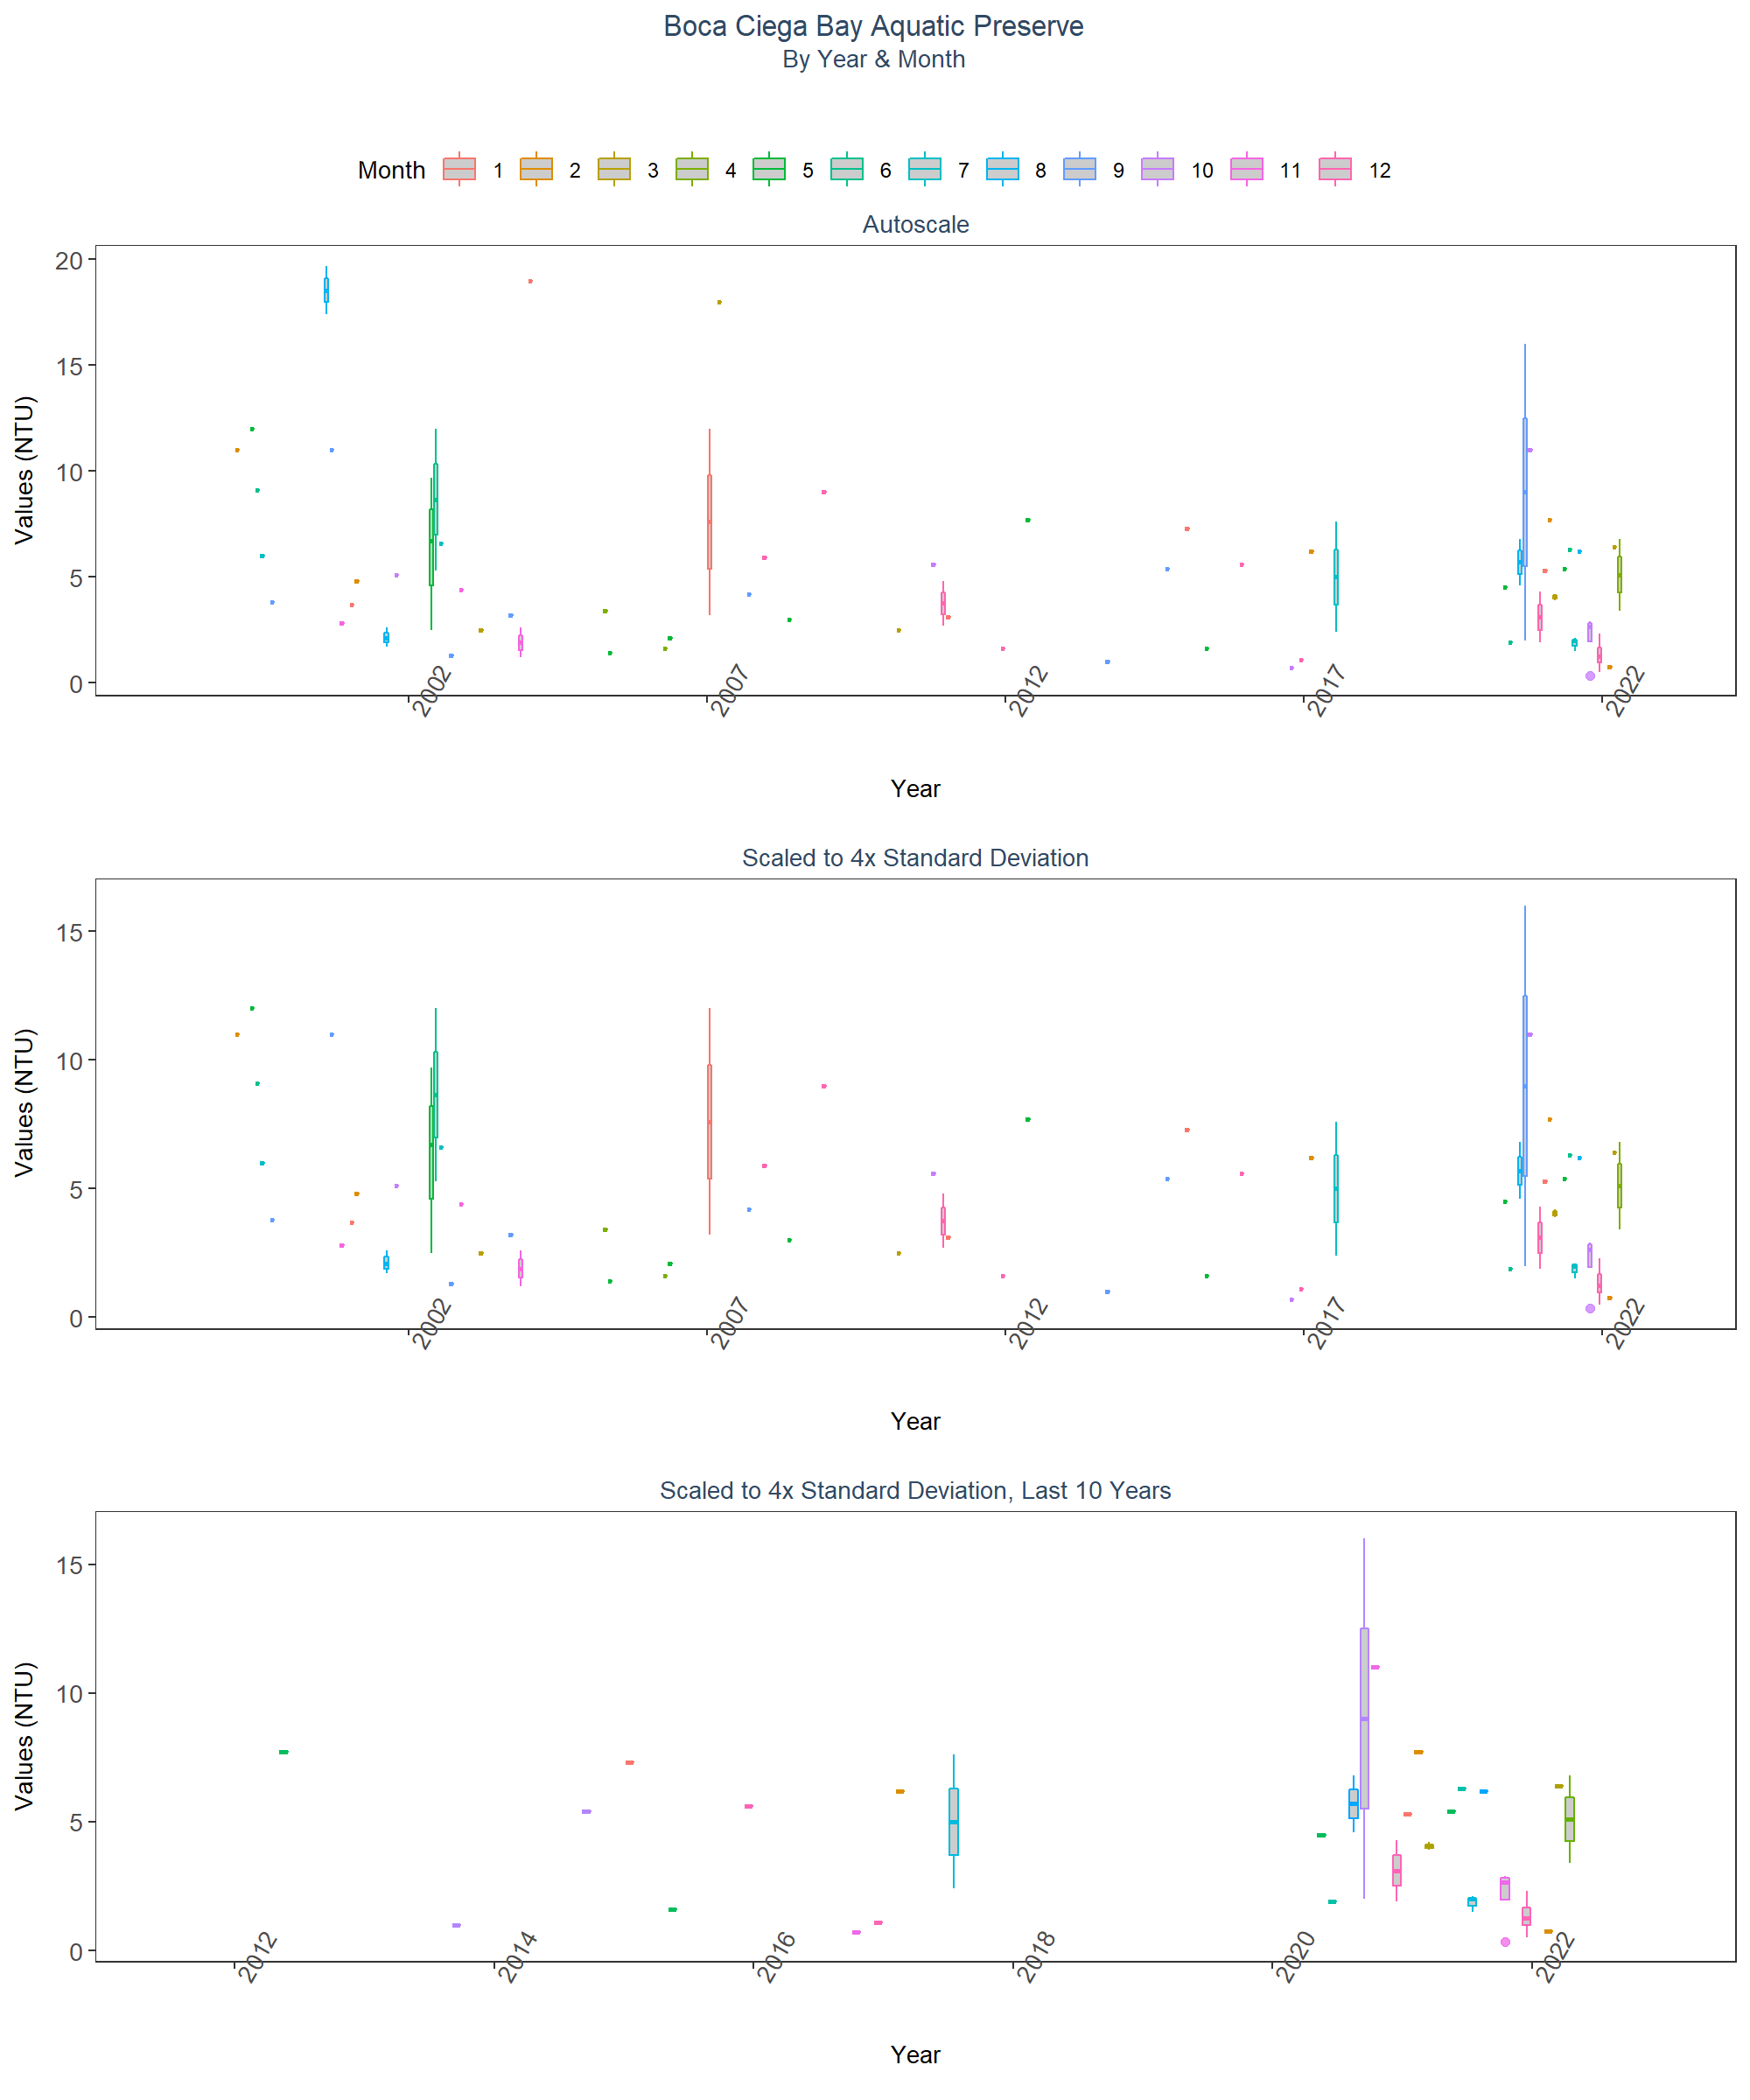 Boca Ciega Bay Aquatic Preserve
By Year & Month
Month 1 2 3 4 5 6 7 8 9 10 11 12
Autoscale
Values (NTU)
20
15
10
5
0
2002 2007 2012 2017 2022
Year
Scaled to 4x Standard Deviation
Values (NTU)
15
10
5
0
2002 2007 2012 2017 2022
Year
Scaled to 4x Standard Deviation, Last 10 Years
Values (NTU)
15
10
5
0
2012 2014 2016 2018 2020 2022
Year